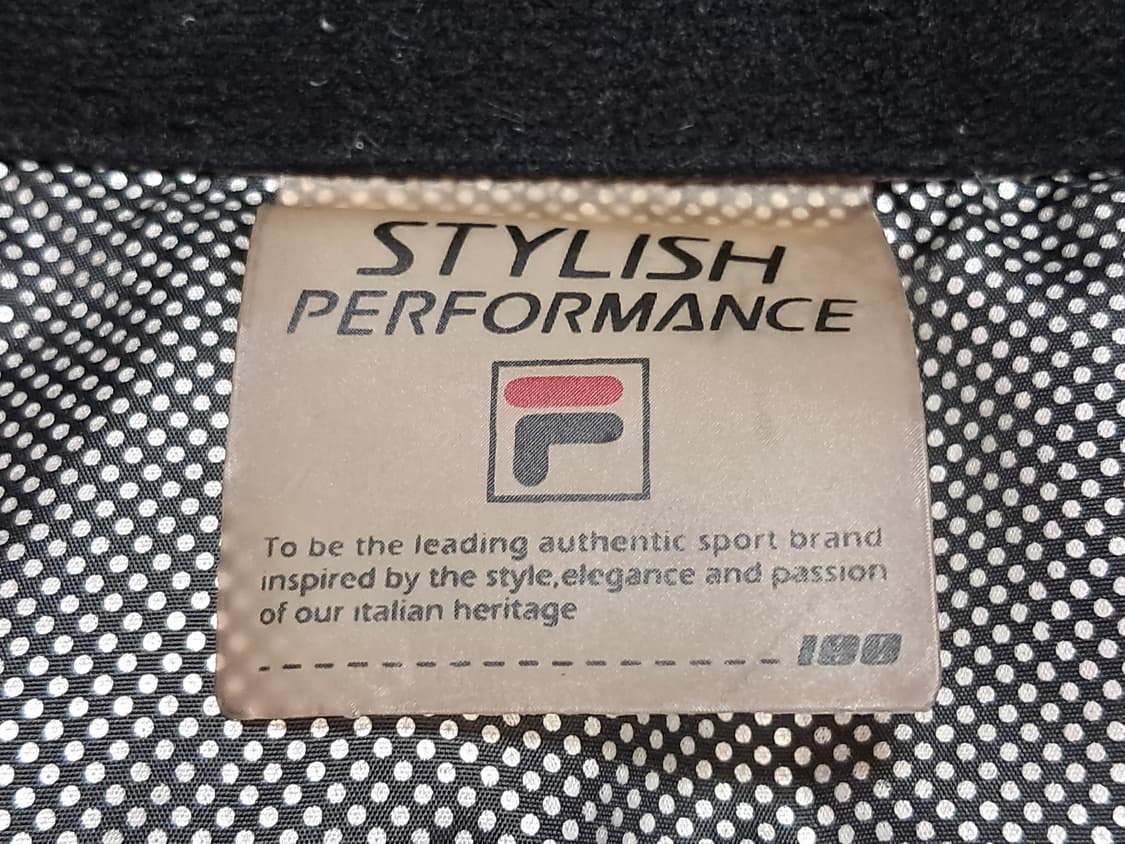 STYLISH
PERFORMANCE
F
To be the leading authentic sport brand
inspired by the style,elegance and passion
of our italian heritage
190